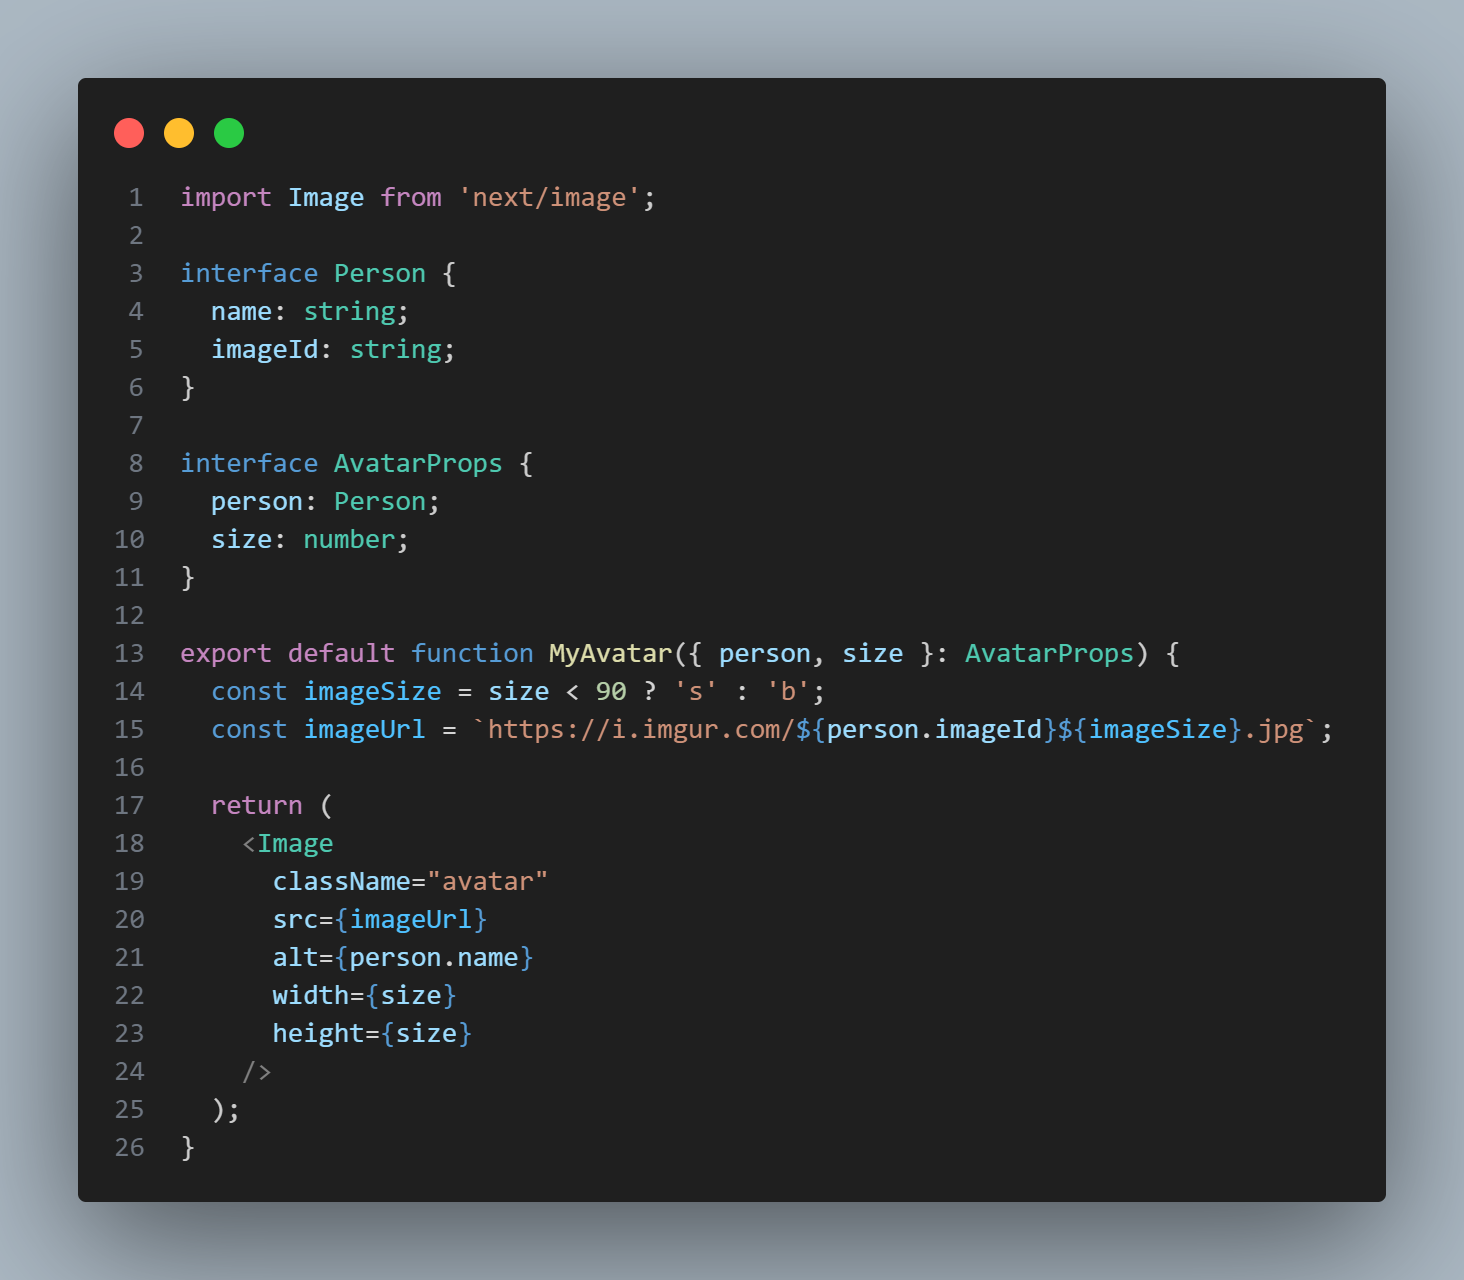 1 import Image from 'next/image';
2
3 interface Person {
4   name: string;
5   imageId: string;
6 }
7
8 interface AvatarProps {
9   person: Person;
10   size: number;
11 }
12
13 export default function MyAvatar({ person, size }: AvatarProps) {
14   const imageSize = size < 90 ? 's' : 'b';
15   const imageUrl = `https://i.imgur.com/${person.imageId}${imageSize}.jpg`;
16
17   return (
18     <Image
19       className="avatar"
20       src={imageUrl}
21       alt={person.name}
22       width={size}
23       height={size}
24     />
25   );
26 }